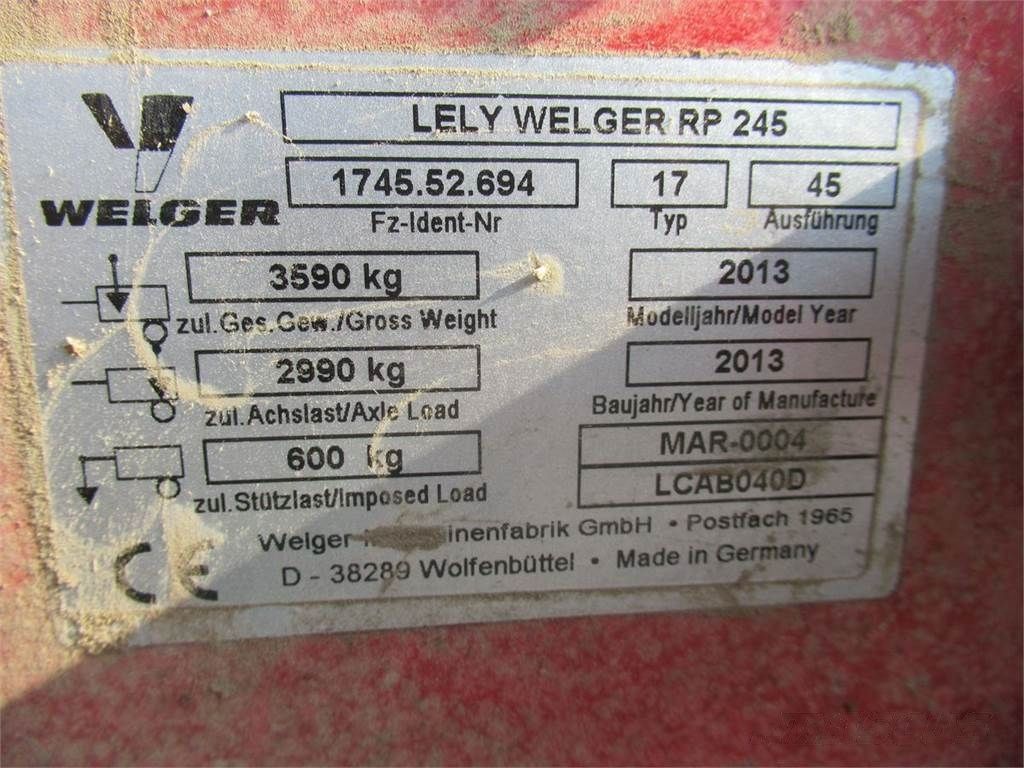 LELY WELGER RP 245
1745.52.694 17 45
WELGER Fz-Ident-Nr Typ Ausführung
3590 kg 2013
zul.Ges.Gew./Gross Weight Modelljahr/Model Year
2990 kg 2013
zul.Achslast/Axle Load Baujahr/Year of Manufacture
600 kg MAR-0004
LCAB040D
zul.Stützlast/Imposed Load
Welger inenfabrik GmbH • Postfach 1965
D - 38289 Wolfenbüttel • Made in Germany
CE